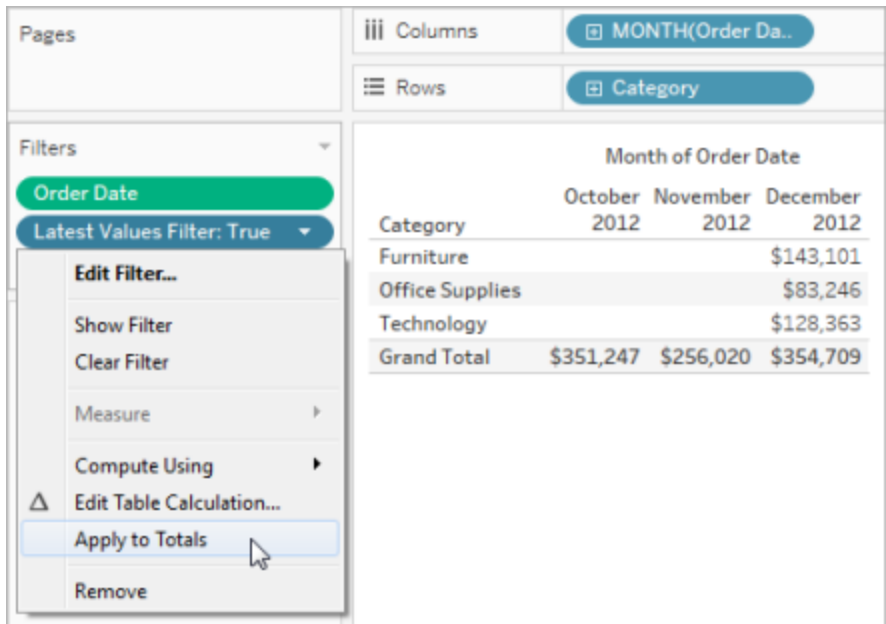 Pages
Columns
MONTH(Order Da..
Rows
Category
Filters
Order Date
Latest Values Filter: True
Edit Filter...
Show Filter
Clear Filter
Measure
Compute Using
Edit Table Calculation...
Apply to Totals
Remove
Month of Order Date
October November December
Category 2012 2012 2012
Furniture $143,101
Office Supplies $83,246
Technology $128,363
Grand Total $351,247 $256,020 $354,709